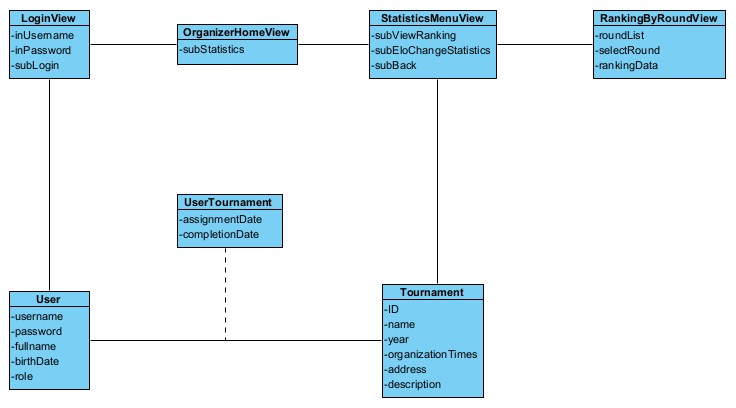 LoginView
-inUsername
-inPassword
-subLogin
OrganizerHomeView
-subStatistics
StatisticsMenuView
-subViewRanking
-subEloChangeStatistics
-subBack
RankingByRoundView
-roundList
-selectRound
-rankingData
UserTournament
-assignmentDate
-completionDate
User
-username
-password
-fullname
-birthDate
-role
Tournament
-ID
-name
-year
-organizationTimes
-address
-description